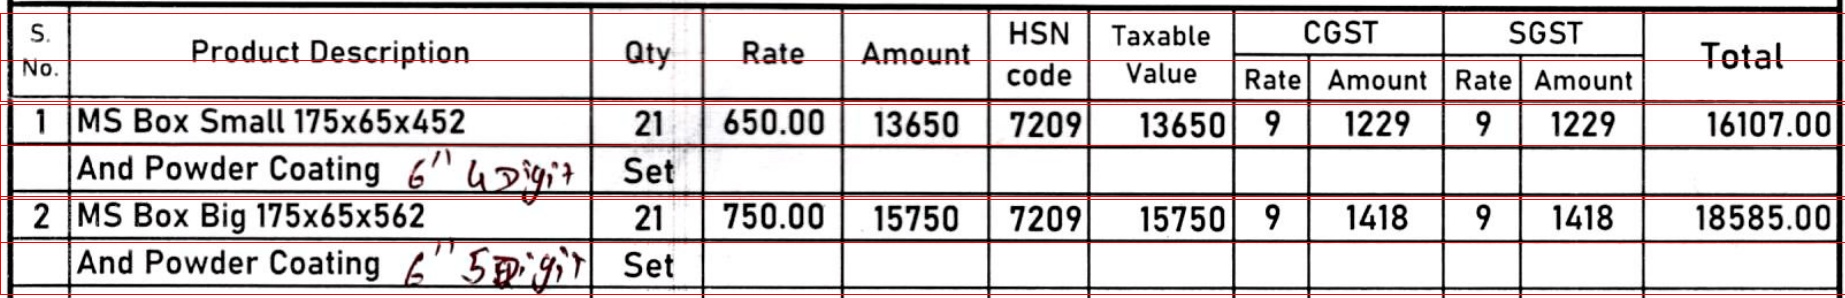 S. No. Product Description Qty Rate Amount HSN code Taxable Value CGST Rate Amount SGST Rate Amount Total
1 MS Box Small 175x65x452 21 650.00 13650 7209 13650 9 1229 9 1229 16107.00
And Powder Coating 6" 4 Digit Set
2 MS Box Big 175x65x562 21 750.00 15750 7209 15750 9 1418 9 1418 18585.00
And Powder Coating 6" 5 Digit Set